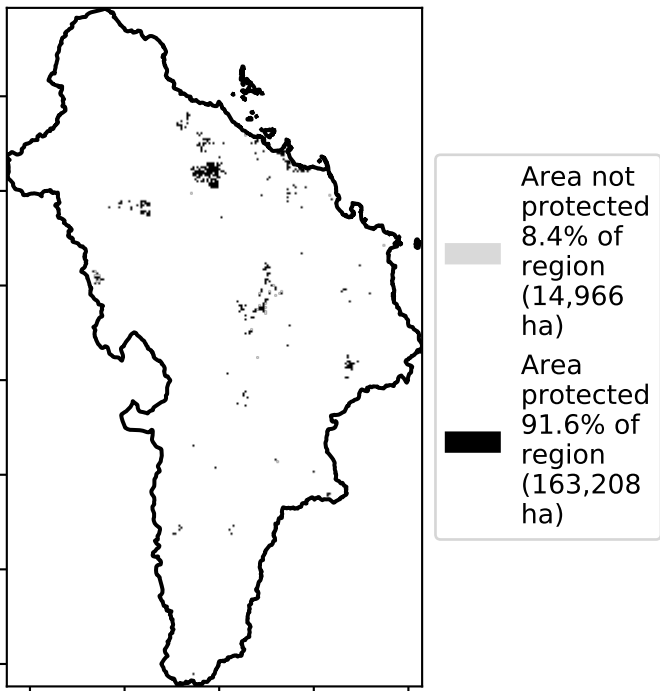 Area not
protected
8.4% of
region
(14,966
ha)
Area
protected
91.6% of
region
(163,208
ha)